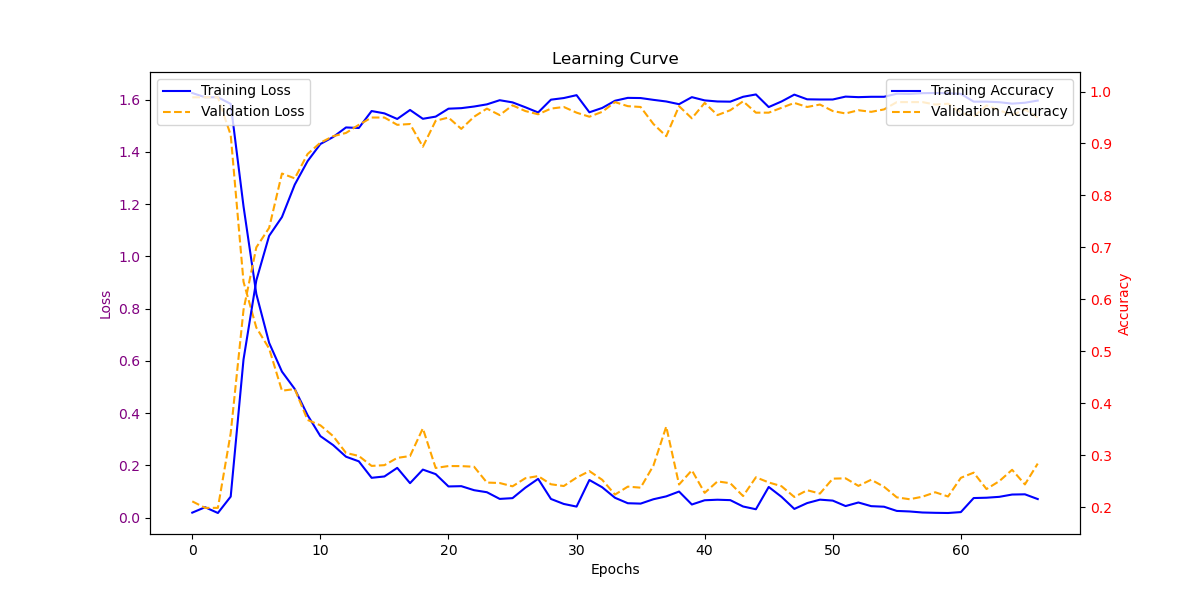 Learning Curve
Training Loss
Validation Loss
Training Accuracy
Validation Accuracy
1.6
1.4
1.2
1.0
0.8
0.6
0.4
0.2
0.0
Loss
1.0
0.9
0.8
0.7
0.6
0.5
0.4
0.3
0.2
Accuracy
0 10 20 30 40 50 60
Epochs